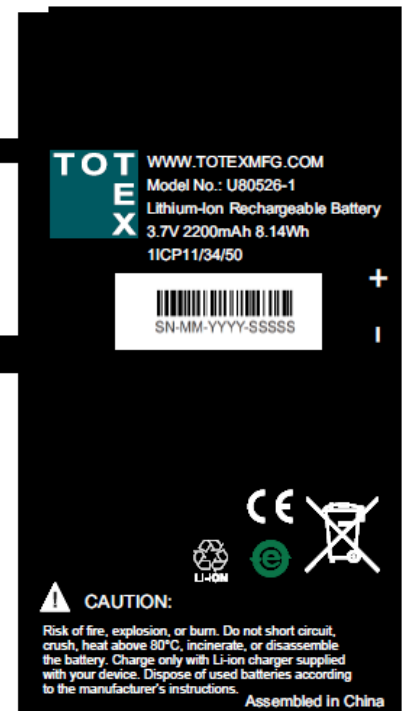 TOT
E
X
WWW.TOTEXMFG.COM
Model No.: U80526-1
Lithium-Ion Rechargeable Battery
3.7V 2200mAh 8.14Wh
1ICP11/34/50
+
SN-MM-YYYY-SSSSS
–
CE
e
LI-ION
! CAUTION:
Risk of fire, explosion, or burn. Do not short circuit,
crush, heat above 80°C, incinerate, or disassemble
the battery. Charge only with Li-ion charger supplied
with your device. Dispose of used batteries according
to the manufacturer's instructions.
Assembled in China